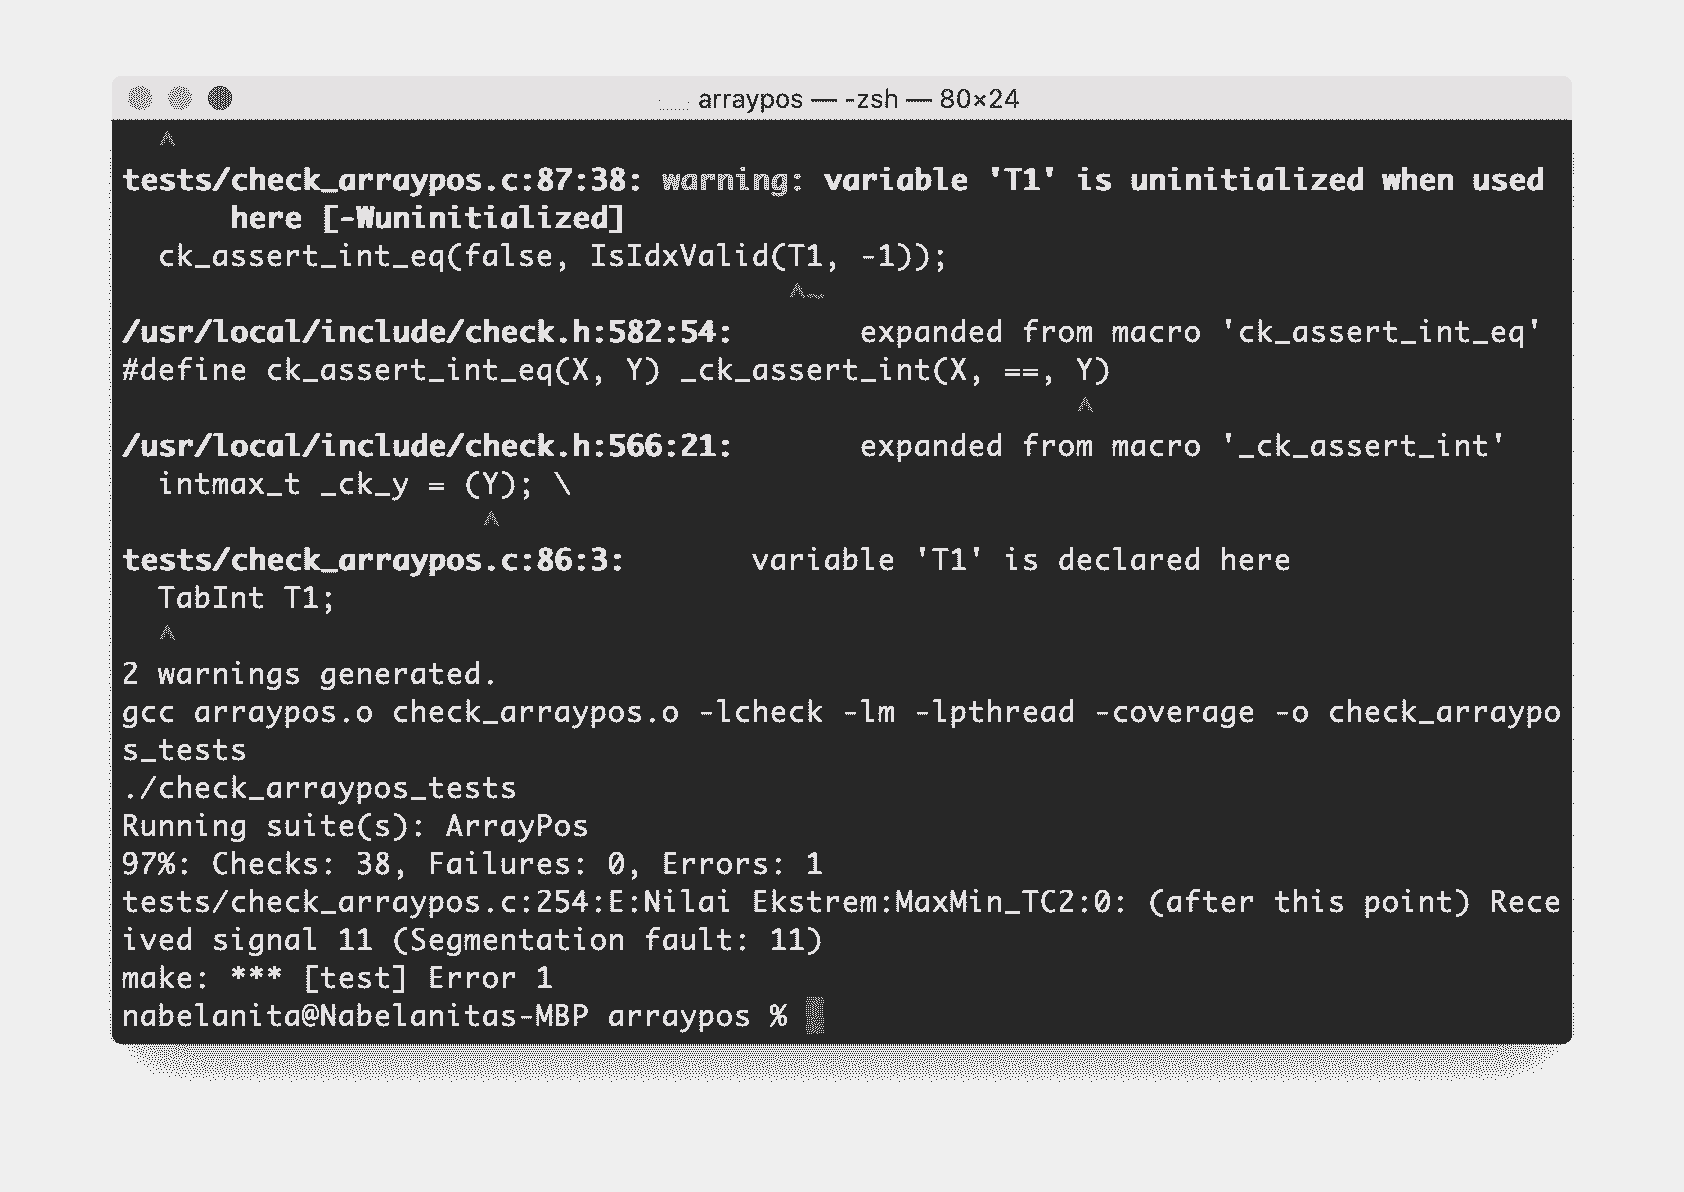 arraypos — -zsh — 80×24
^
tests/check_arraypos.c:87:38: warning: variable 'T1' is uninitialized when used
here [-Wuninitialized]
ck_assert_int_eq(false, IsIdxValid(T1, -1));
^~
/usr/local/include/check.h:582:54: expanded from macro 'ck_assert_int_eq'
#define ck_assert_int_eq(X, Y) _ck_assert_int(X, ==, Y)
^
/usr/local/include/check.h:566:21: expanded from macro '_ck_assert_int'
intmax_t _ck_y = (Y); \
^
tests/check_arraypos.c:86:3: variable 'T1' is declared here
TabInt T1;
^
2 warnings generated.
gcc arraypos.o check_arraypos.o -lcheck -lm -lpthread -coverage -o check_arraypo
s_tests
./check_arraypos_tests
Running suite(s): ArrayPos
97%: Checks: 38, Failures: 0, Errors: 1
tests/check_arraypos.c:254:E:Nilai Ekstrem:MaxMin_TC2:0: (after this point) Rece
ived signal 11 (Segmentation fault: 11)
make: *** [test] Error 1
nabelanita@Nabelanitas-MBP arraypos %